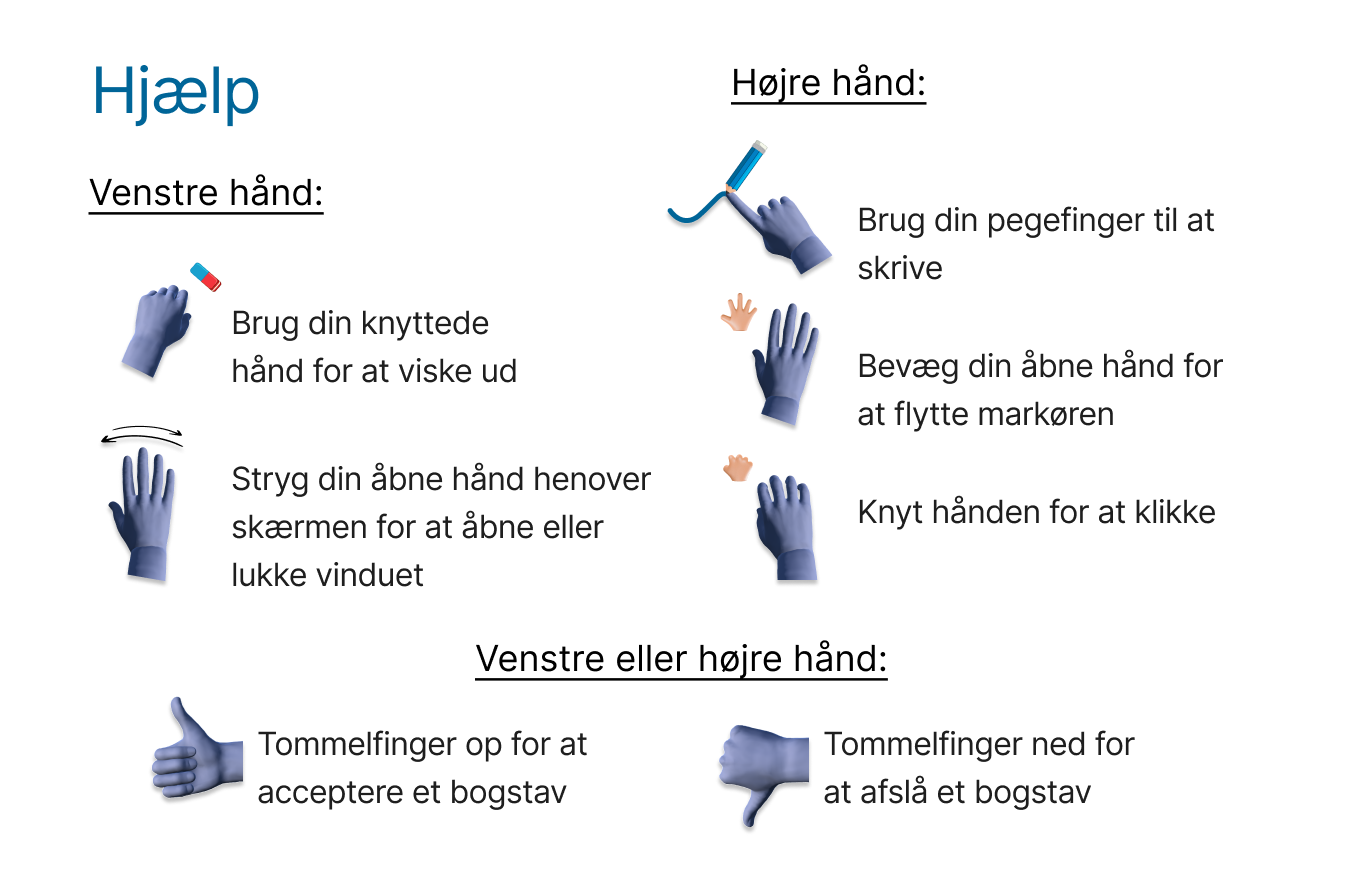 Hjælp
Venstre hånd:
Brug din knyttede
hånd for at viske ud
Stryg din åbne hånd henover
skærmen for at åbne eller
lukke vinduet
Højre hånd:
Brug din pegefinger til at
skrive
Bevæg din åbne hånd for
at flytte markøren
Knyt hånden for at klikke
Venstre eller højre hånd:
Tommelfinger op for at
acceptere et bogstav
Tommelfinger ned for
at afslå et bogstav